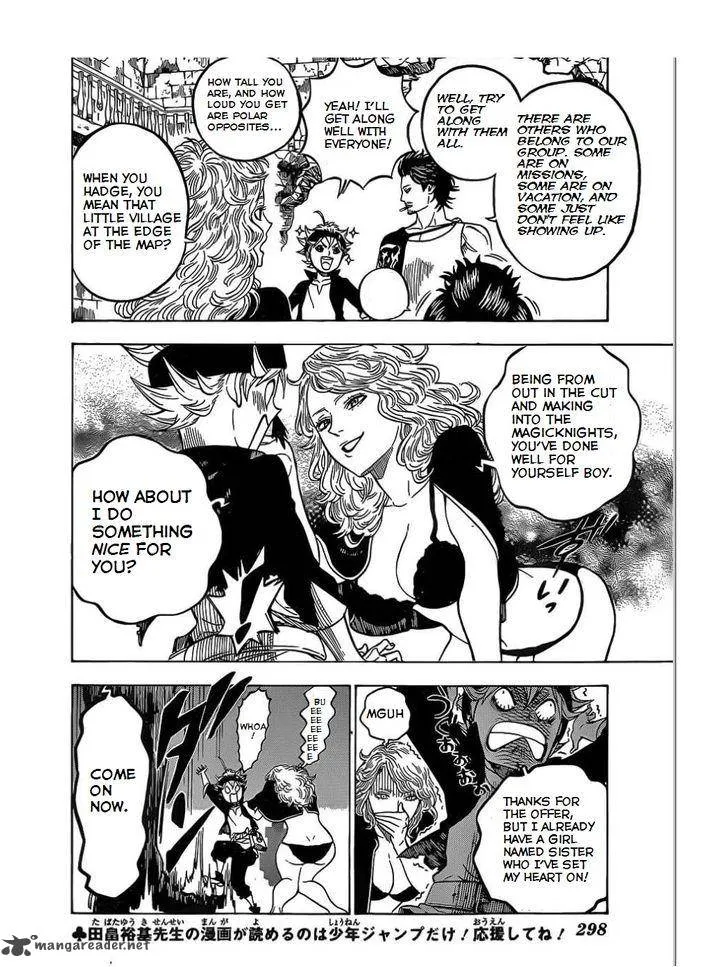 THERE ARE
OTHERS WHO
BELONG TO OUR
GROUP. SOME
ARE ON
MISSIONS,
SOME ARE ON
VACATION, AND
SOME JUST
DON'T FEEL LIKE
SHOWING UP.
WELL, TRY
TO GET
ALONG
WITH THEM
ALL.
YEAH! I'LL
GET ALONG
WELL WITH
EVERYONE!
HOW TALL YOU
ARE, AND HOW
LOUD YOU GET
ARE POLAR
OPPOSITES...
WHEN YOU
HADGE, YOU
MEAN THAT
LITTLE VILLAGE
AT THE EDGE
OF THE MAP?
BEING FROM
OUT IN THE CUT
AND MAKING
INTO THE
MAGICKNIGHTS,
YOU'VE DONE
WELL FOR
YOURSELF BOY.
HOW ABOUT
I DO
SOMETHING
NICE FOR
YOU?
THANKS FOR
THE OFFER,
BUT I ALREADY
HAVE A GIRL
NAMED SISTER
WHO I'VE SET
MY HEART ON!
MGUH
BU
EEEE
EEEE
EEEE
E
WHOA!
COME
ON
NOW.
♣田畠裕基先生の漫画が読めるのは少年ジャンプだけ!応援してね!
298
mangareader.net